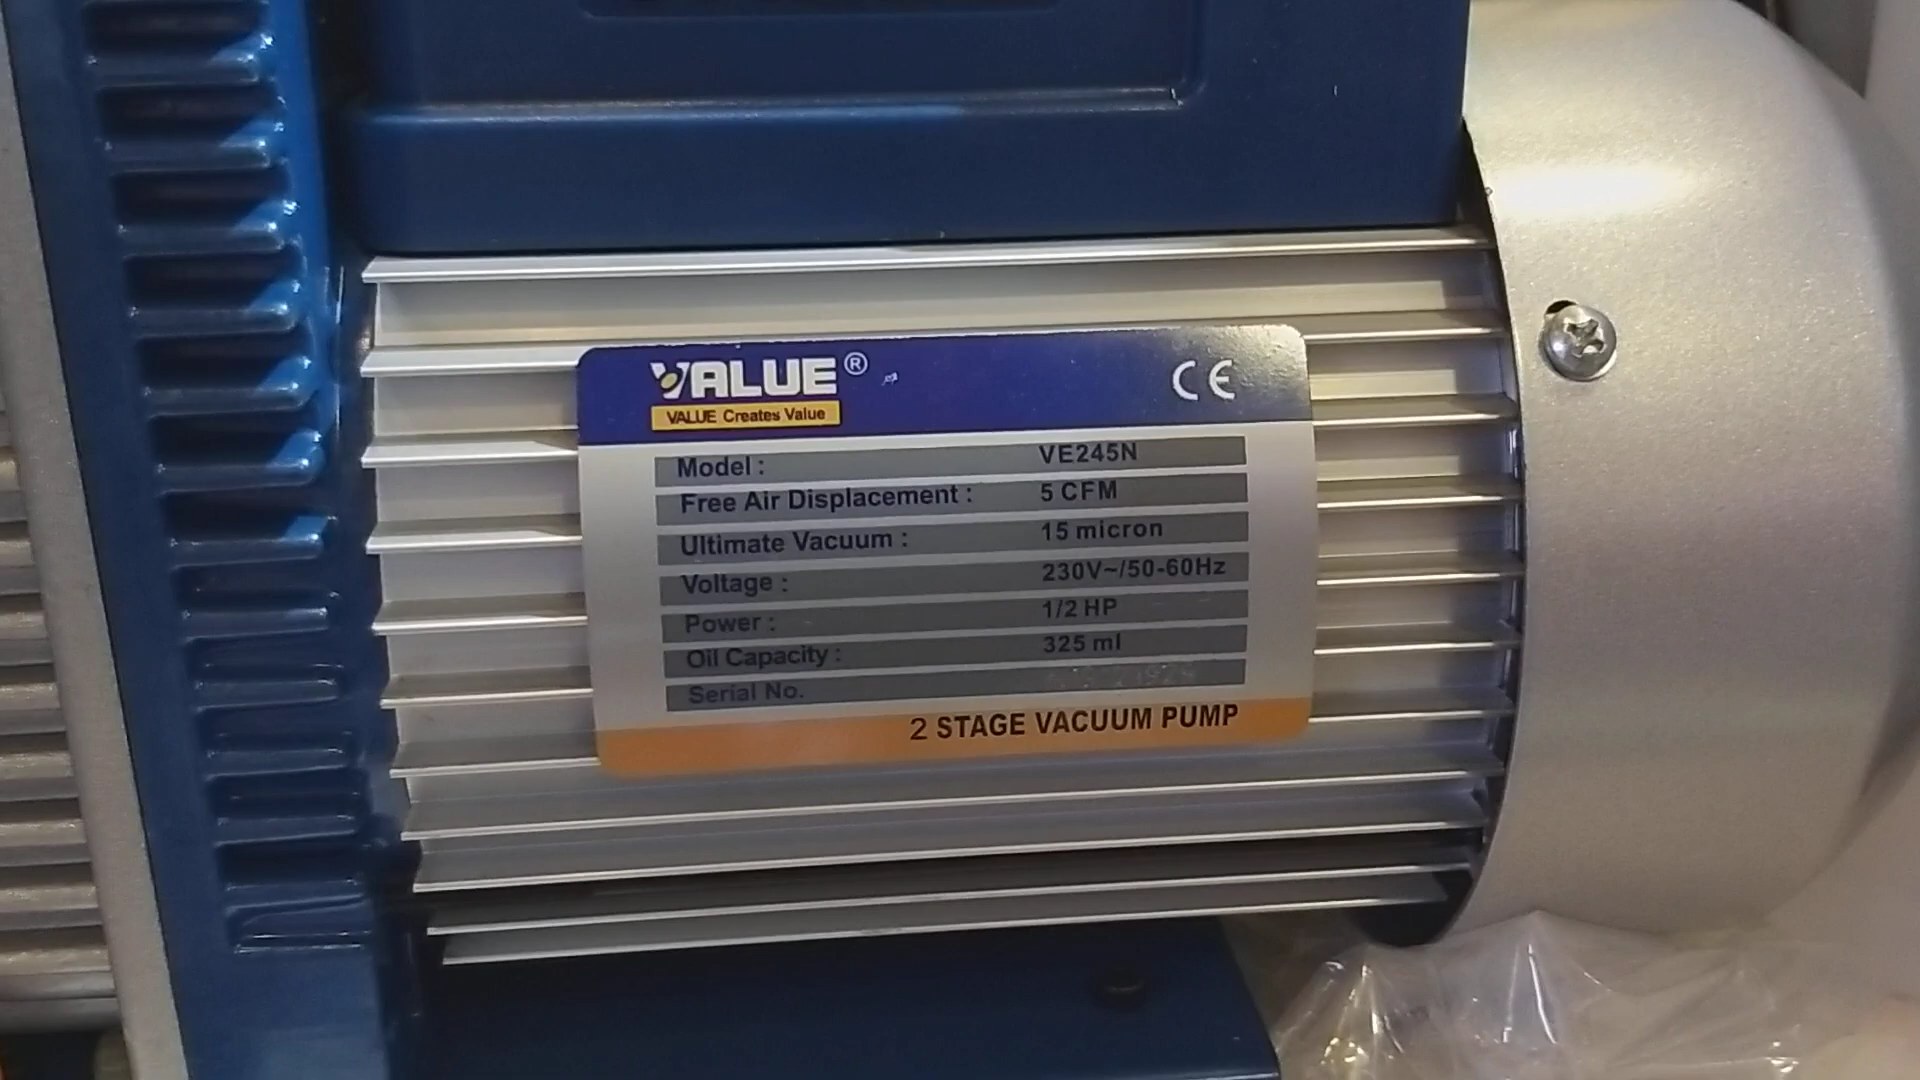 VALUE® CE
VALUE Creates Value
Model : VE245N
Free Air Displacement : 5 CFM
Ultimate Vacuum : 15 micron
Voltage : 230V~/50-60Hz
Power : 1/2 HP
Oil Capacity : 325 ml
Serial No.
2 STAGE VACUUM PUMP